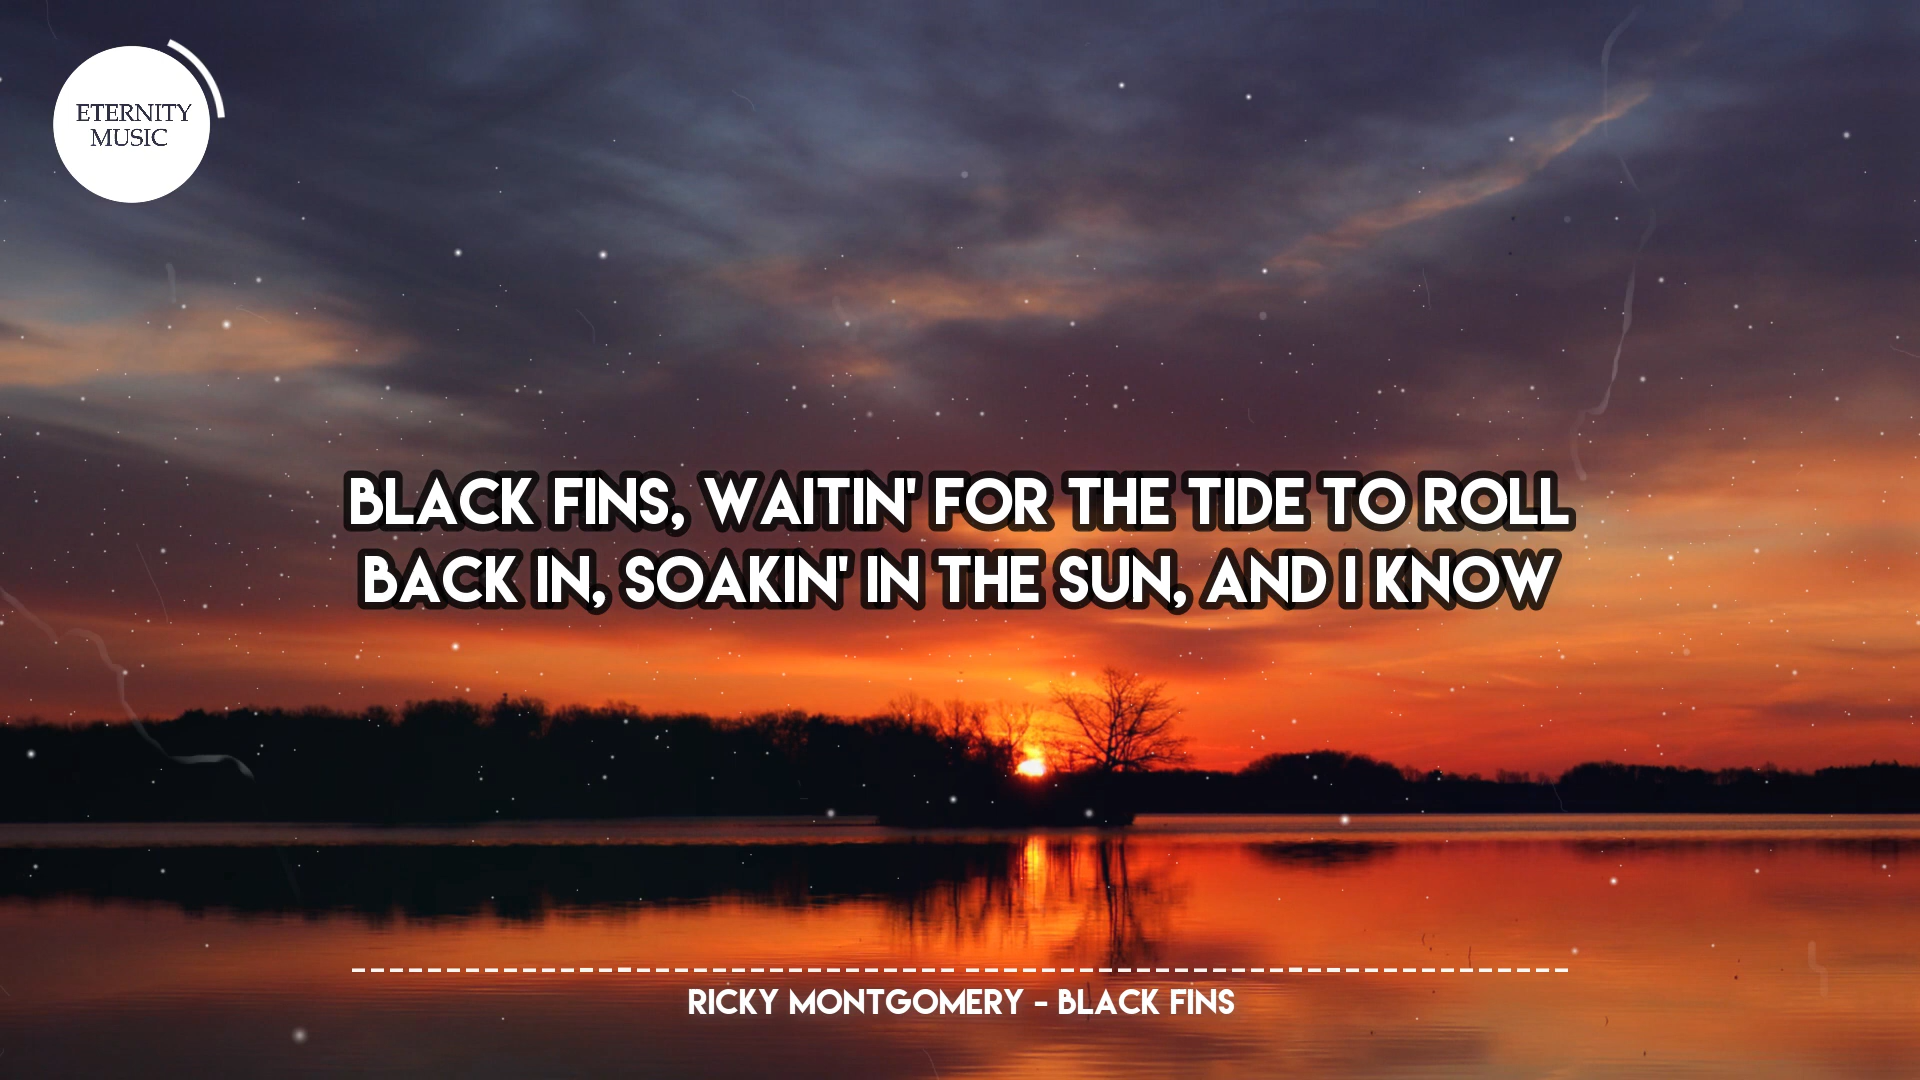 ETERNITY
MUSIC
BLACK FINS, WAITIN' FOR THE TIDE TO ROLL
BACK IN, SOAKIN' IN THE SUN, AND I KNOW
RICKY MONTGOMERY - BLACK FINS